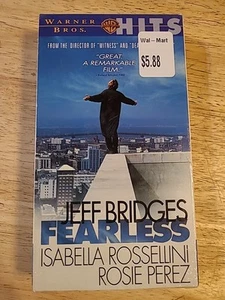 WARNER BROS. HITS
Wal-Mart
$5.88
FROM THE DIRECTOR OF "WITNESS" AND
"GREAT.
A REMARKABLE
FILM."
JEFF BRIDGES
FEARLESS
ISABELLA ROSSELLINI
ROSIE PEREZ